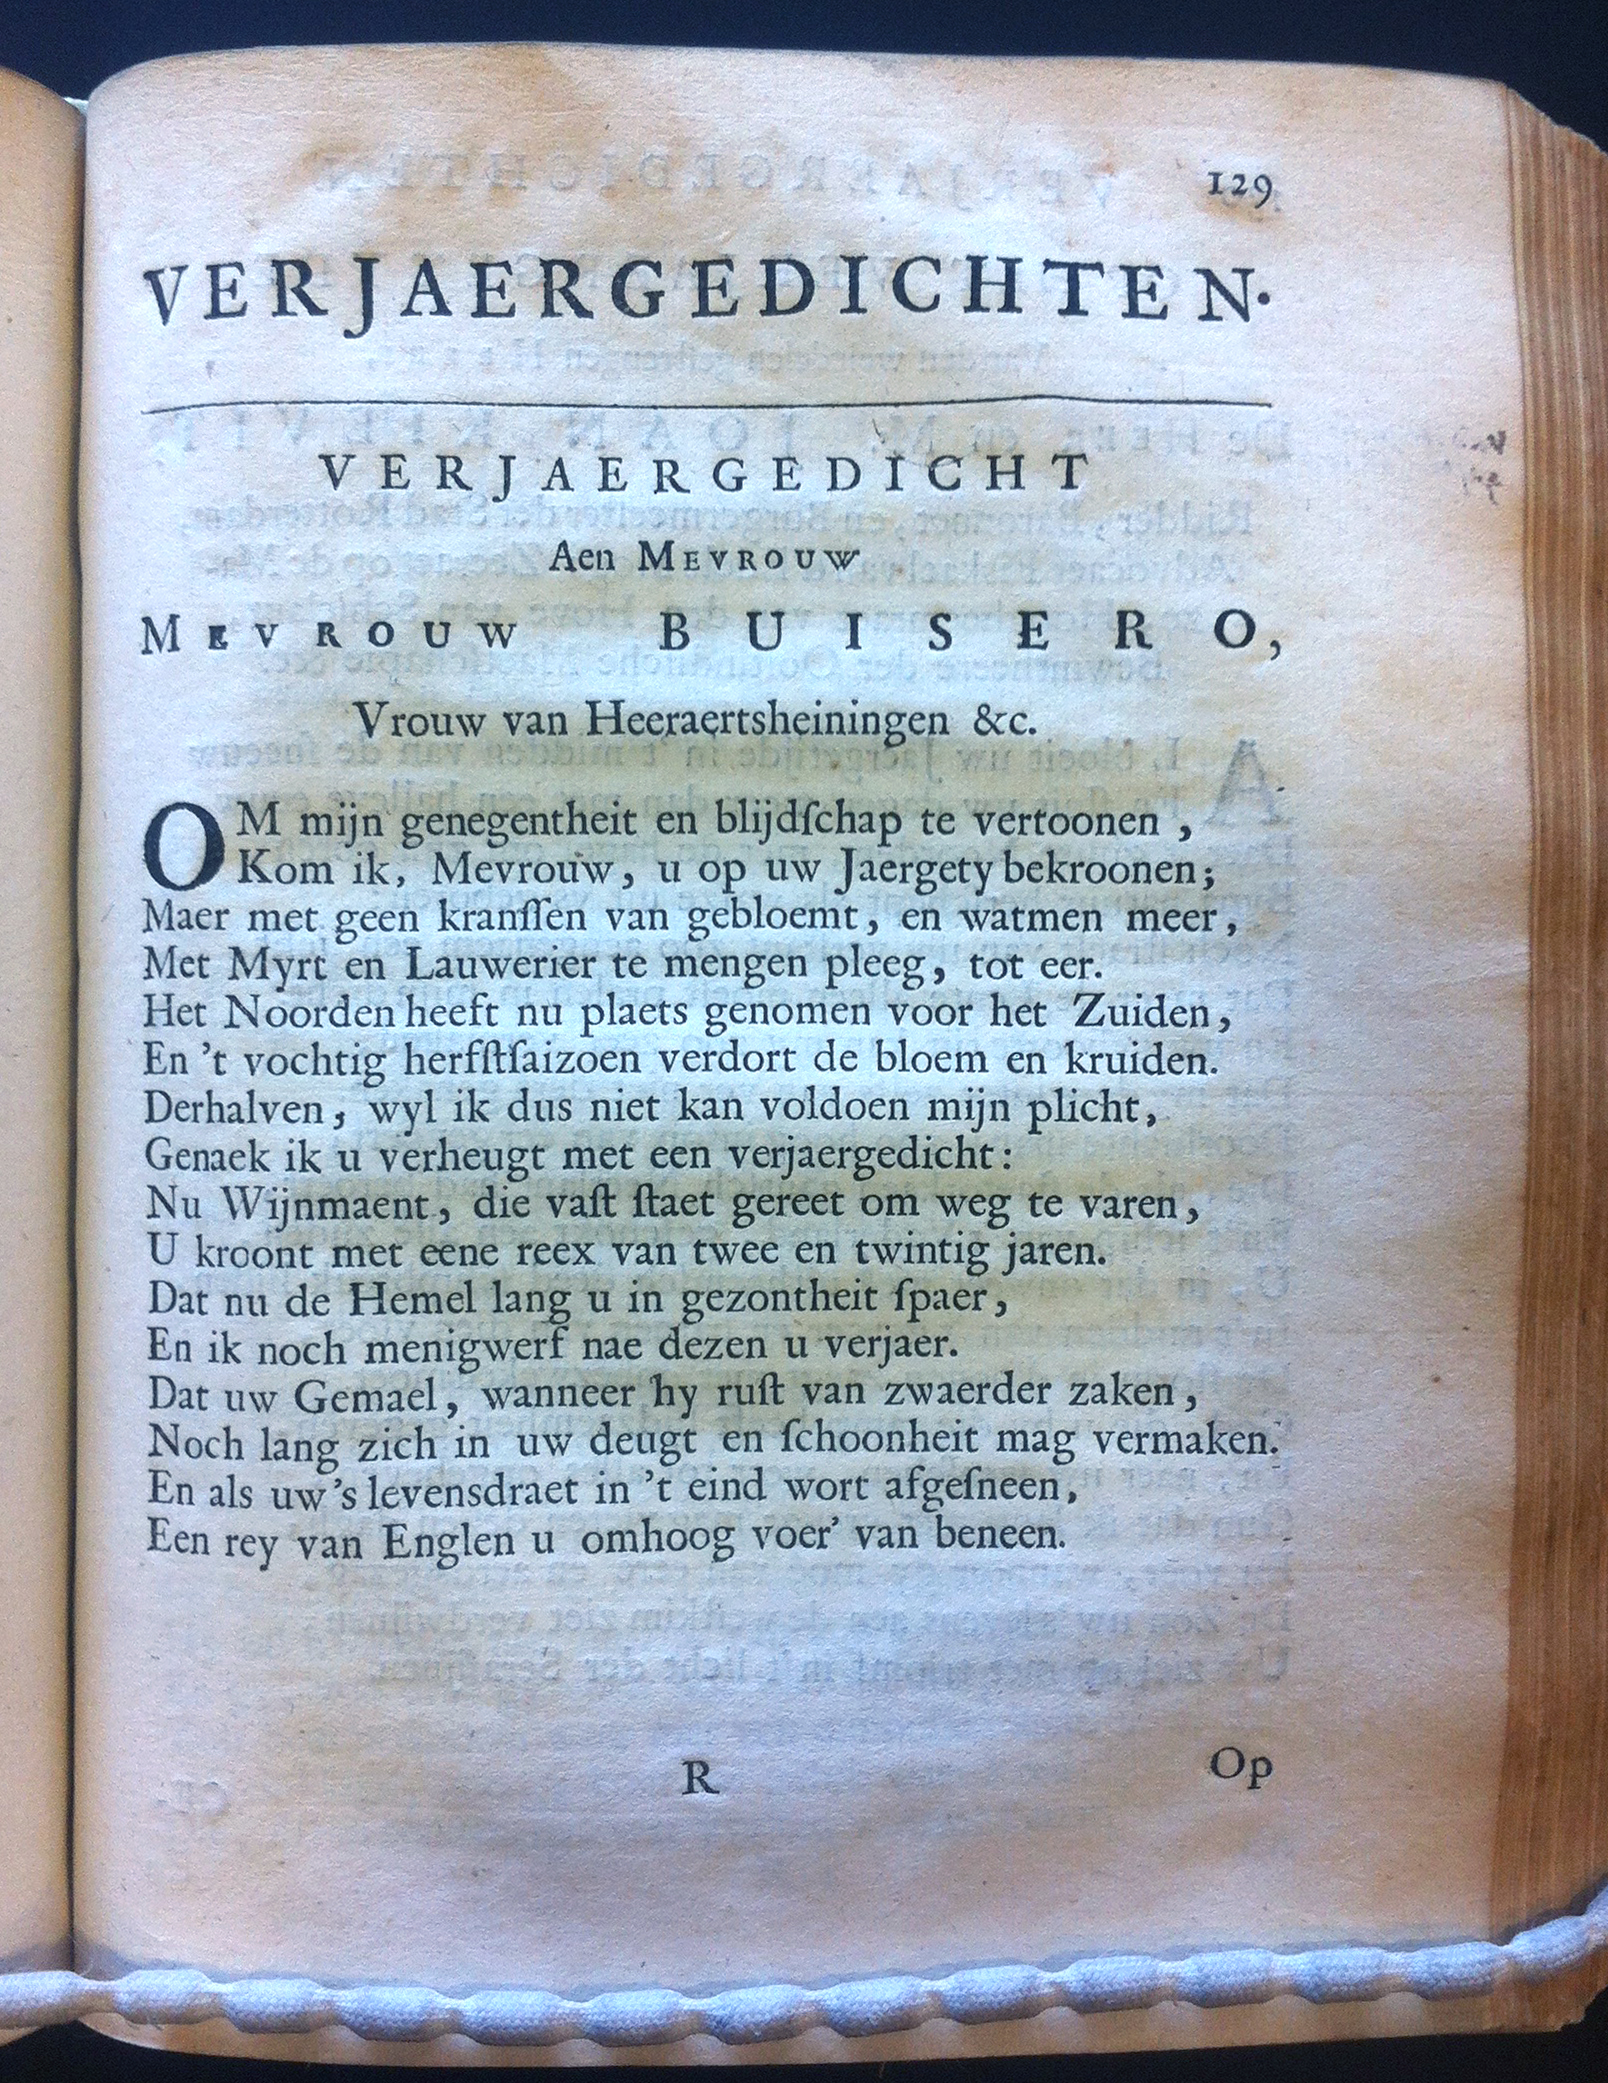 129
VERJAERGEDICHTEN.
VERJAERGEDICHT
Aen MEVROUW
MEVROUW BUISERO,
Vrouw van Heeraertsheiningen &c.
OM mijn genegentheit en blijdſchap te vertoonen,
Kom ik, Mevrouw, u op uw Jaergety bekroonen;
Maer met geen kranſſen van gebloemt, en watmen meer,
Met Myrt en Lauwerier te mengen pleeg, tot eer.
Het Noorden heeft nu plaets genomen voor het Zuiden,
En 't vochtig herfſtſaizoen verdort de bloem en kruiden.
Derhalven, wyl ik dus niet kan voldoen mijn plicht,
Genaek ik u verheugt met een verjaergedicht:
Nu Wijnmaent, die vaſt ſtaet gereet om weg te varen,
U kroont met eene reex van twee en twintig jaren.
Dat nu de Hemel lang u in gezontheit ſpaer,
En ik noch menigwerf nae dezen u verjaer.
Dat uw Gemael, wanneer hy ruſt van zwaerder zaken,
Noch lang zich in uw deugt en ſchoonheit mag vermaken.
En als uw's levensdraet in 't eind wort afgeſneen,
Een rey van Englen u omhoog voer' van beneen.
R
Op